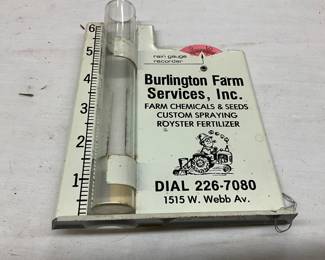 6
5
4
3
2
1
rain gauge
recorder
Burlington Farm
Services, Inc.
FARM CHEMICALS & SEEDS
CUSTOM SPRAYING
ROYSTER FERTILIZER
DIAL 226-7080
1515 W. Webb Av.